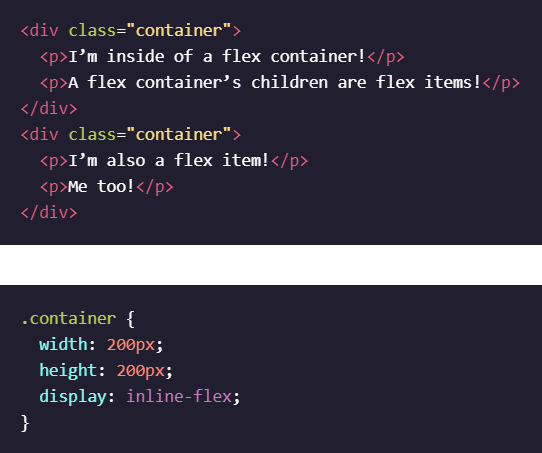 <div class="container">
  <p>I’m inside of a flex container!</p>
  <p>A flex container’s children are flex items!</p>
</div>
<div class="container">
  <p>I’m also a flex item!</p>
  <p>Me too!</p>
</div>
.container {
  width: 200px;
  height: 200px;
  display: inline-flex;
}